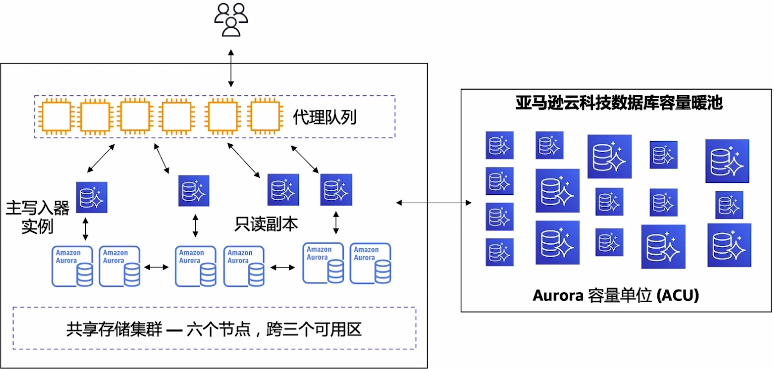 代理队列
亚马逊云科技数据库容量暖池
主写入器
实例
只读副本
Amazon
Aurora
Amazon
Aurora
Amazon
Aurora
Amazon
Aurora
Amazon
Aurora
Amazon
Aurora
共享存储集群 — 六个节点，跨三个可用区
Aurora 容量单位 (ACU)